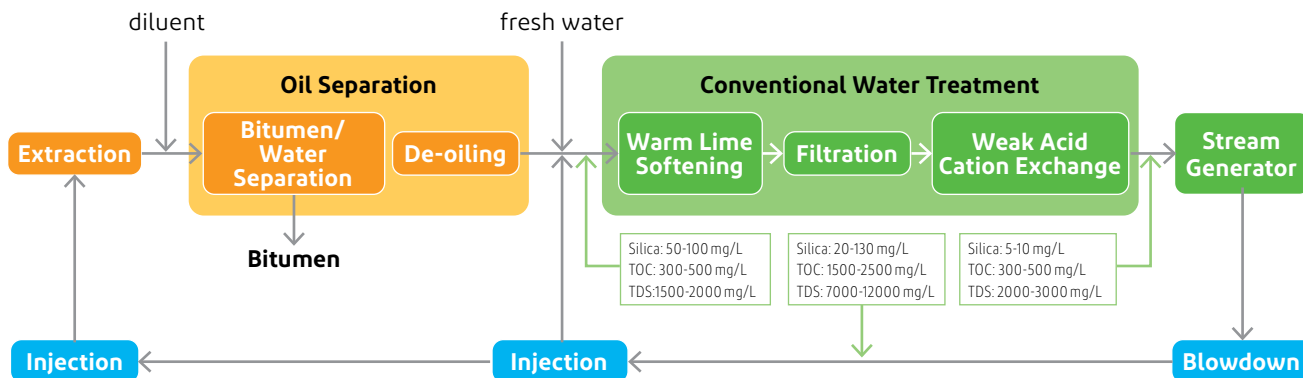 diluent
fresh water
Oil Separation
Conventional Water Treatment
Extraction
Bitumen/
Water
Separation
De-oiling
Warm Lime
Softening
Filtration
Weak Acid
Cation Exchange
Stream
Generator
Bitumen
Silica: 50-100 mg/L
TOC: 300-500 mg/L
TDS:1500-2000 mg/L
Silica: 20-130 mg/L
TOC: 1500-2500 mg/L
TDS: 7000-12000 mg/L
Silica: 5-10 mg/L
TOC: 300-500 mg/L
TDS: 2000-3000 mg/L
Injection
Injection
Blowdown